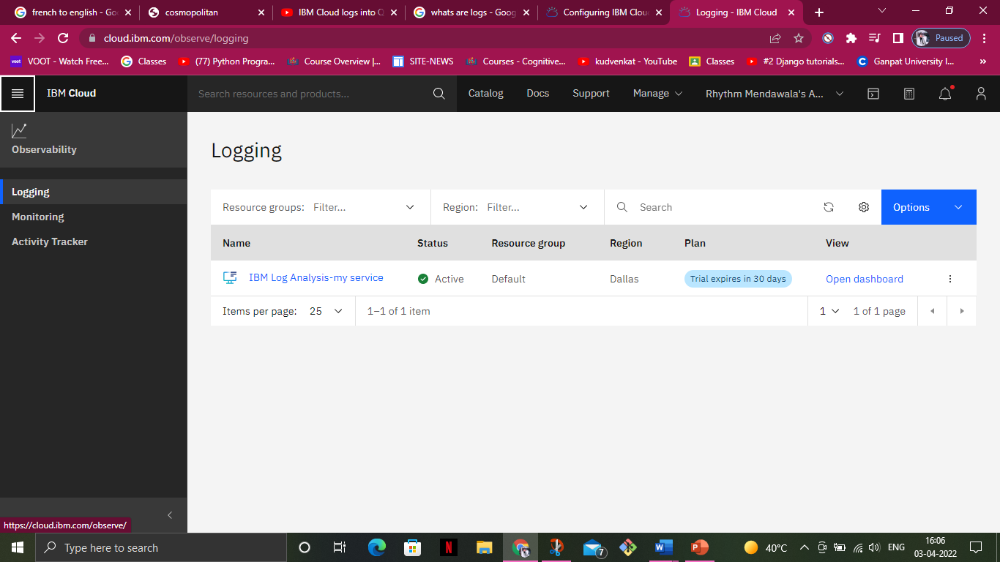 french to english - Go
cosmopolitan
IBM Cloud logs into Q
whats are logs - Goog
Configuring IBM Clou
Logging - IBM Cloud
cloud.ibm.com/observe/logging
Paused
voot
VOOT - Watch Free...
Classes
(77) Python Progra...
Course Overview |...
SITE-NEWS
Courses - Cognitive...
kudvenkat - YouTube
Classes
#2 Django tutorials...
Ganpat University I...
»
IBM Cloud
Search resources and products...
Catalog
Docs
Support
Manage
Rhythm Mendawala's A...
Observability
Logging
Monitoring
Activity Tracker
Logging
Resource groups: Filter...
Region: Filter...
Search
Options
Name Status Resource group Region Plan View
IBM Log Analysis-my service Active Default Dallas Trial expires in 30 days Open dashboard
Items per page: 25 1–1 of 1 item 1 1 of 1 page
https://cloud.ibm.com/observe/
Type here to search
7
40°C
ENG
16:06
03-04-2022